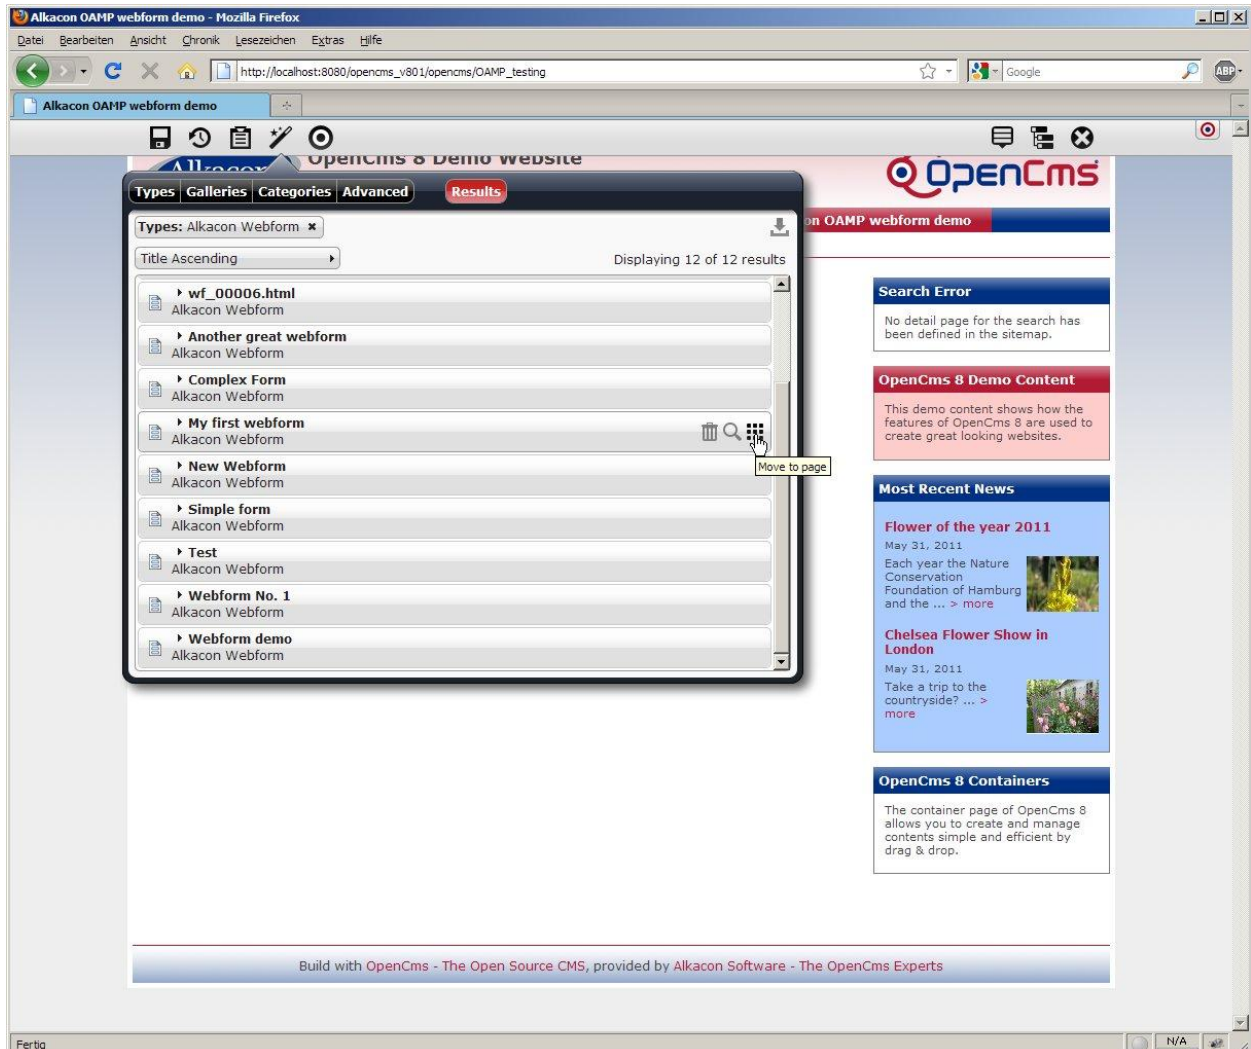 Alkacon OAMP webform demo - Mozilla Firefox
Datei Bearbeiten Ansicht Chronik Lesezeichen Extras Hilfe
http://localhost:8080/opencms_v801/opencms/OAMP_testing
Google
ABP
Alkacon OAMP webform demo
Alkacon
OpenCms 8 Demo Website
OpenCms
Types Galleries Categories Advanced Results
on OAMP webform demo
Types: Alkacon Webform
Title Ascending
Displaying 12 of 12 results
wf_00006.html
Alkacon Webform
Another great webform
Alkacon Webform
Complex Form
Alkacon Webform
My first webform
Alkacon Webform
Move to page
New Webform
Alkacon Webform
Simple form
Alkacon Webform
Test
Alkacon Webform
Webform No. 1
Alkacon Webform
Webform demo
Alkacon Webform
Search Error
No detail page for the search has
been defined in the sitemap.
OpenCms 8 Demo Content
This demo content shows how the
features of OpenCms 8 are used to
create great looking websites.
Most Recent News
Flower of the year 2011
May 31, 2011
Each year the Nature
Conservation
Foundation of Hamburg
and the ... > more
Chelsea Flower Show in
London
May 31, 2011
Take a trip to the
countryside? ... >
more
OpenCms 8 Containers
The container page of OpenCms 8
allows you to create and manage
contents simple and efficient by
drag & drop.
Build with OpenCms - The Open Source CMS, provided by Alkacon Software - The OpenCms Experts
Fertig
N/A